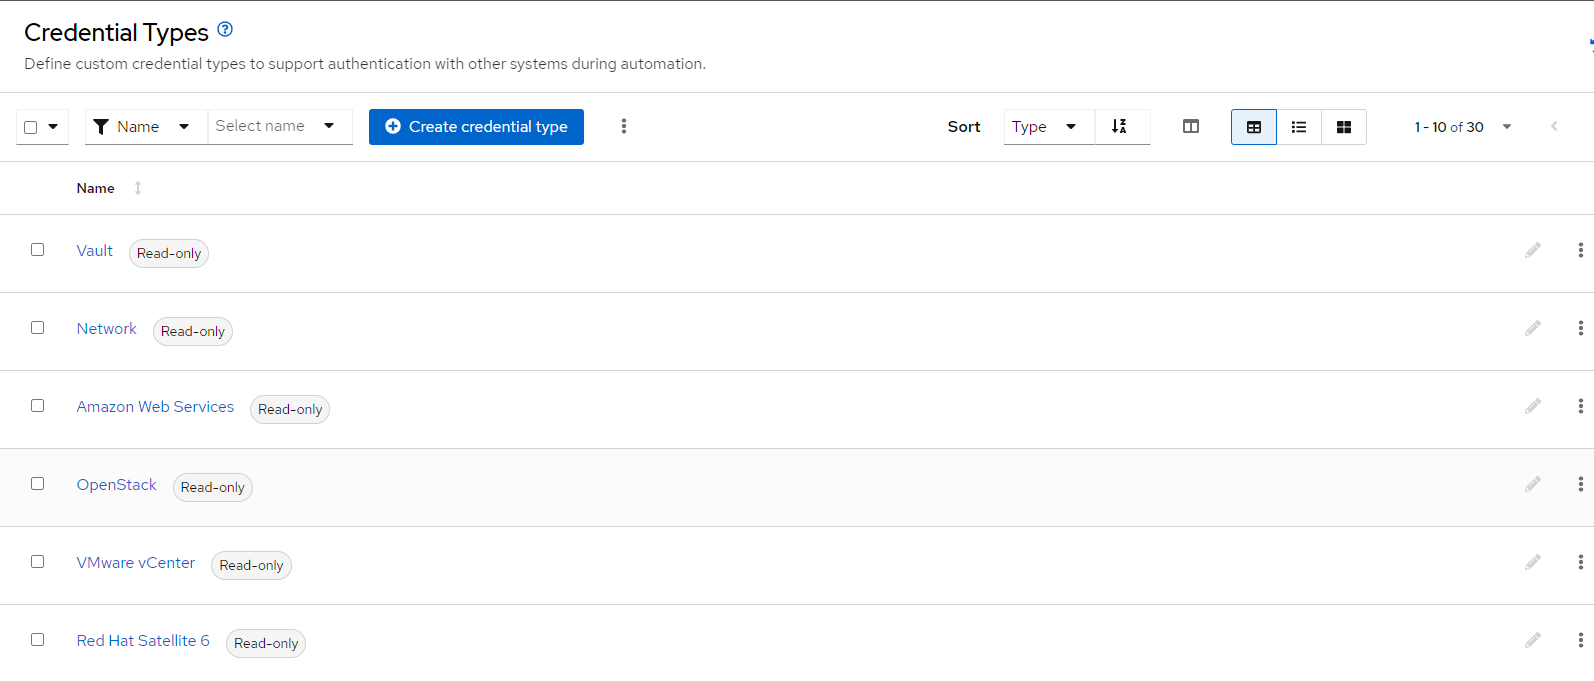 Credential Types
Define custom credential types to support authentication with other systems during automation.
Name Select name Create credential type Sort Type 1 - 10 of 30
Name
Vault Read-only
Network Read-only
Amazon Web Services Read-only
OpenStack Read-only
VMware vCenter Read-only
Red Hat Satellite 6 Read-only